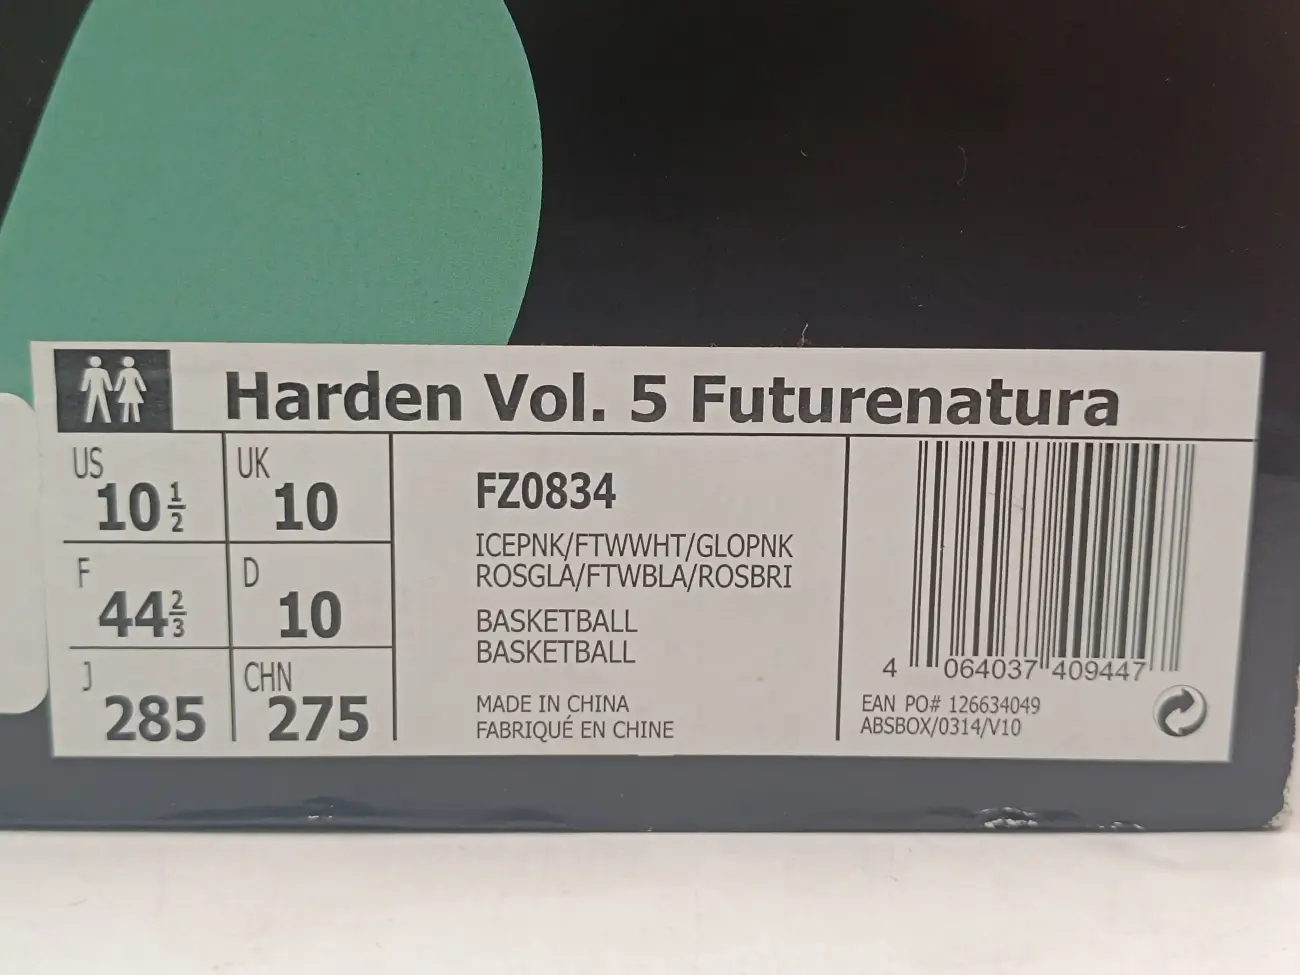 Harden Vol. 5 Futurenatura
US 10 1/2
UK 10
F 44 2/3
D 10
J 285
CHN 275
FZ0834
ICEPNK/FTWWHT/GLOPNK
ROSGLA/FTWBLA/ROSBRI
BASKETBALL
BASKETBALL
MADE IN CHINA
FABRIQUÉ EN CHINE
4 064037 409447
EAN PO# 126634049
ABSBOX/0314/V10